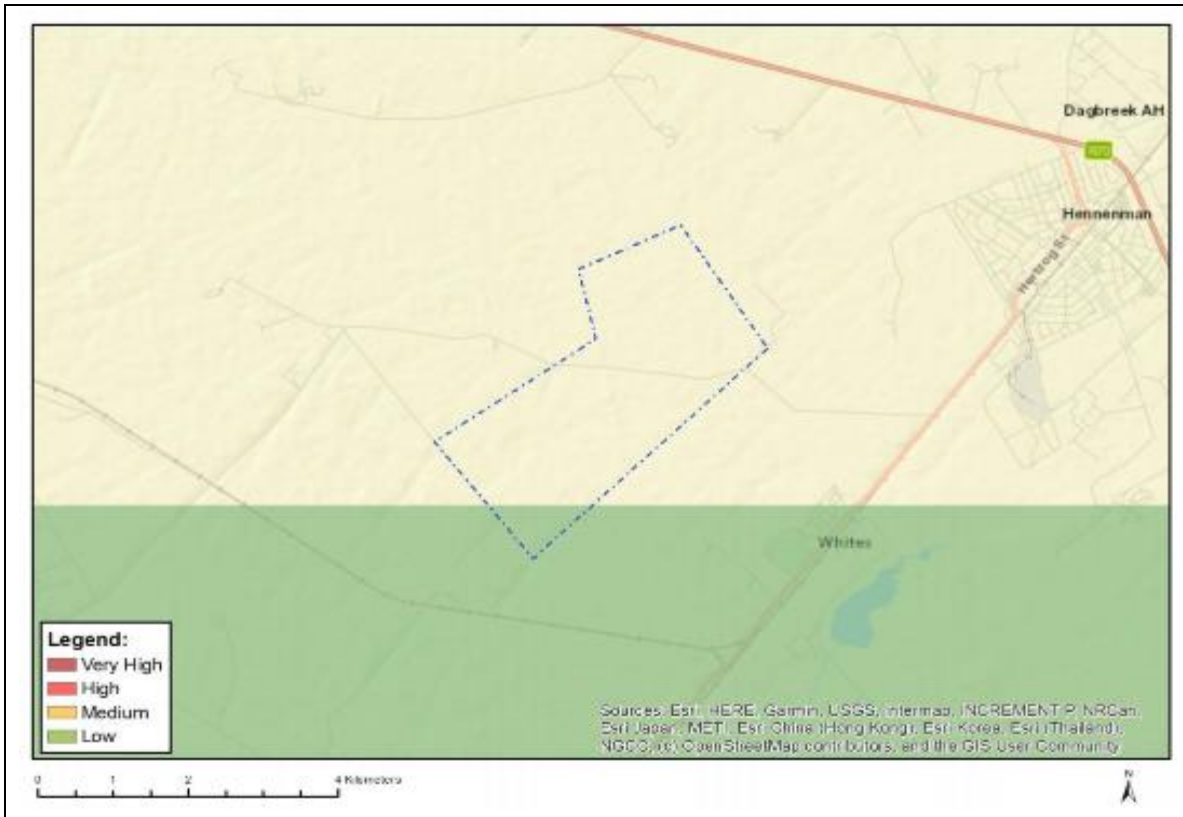 Dagbreek AH
Hennenman
Hertzog St
Whites
Legend:
Very High
High
Medium
Low
Sources: Esri, HERE, Garmin, USGS, Intermap, INCREMENT P, NRCan,
Esri Japan, METI, Esri China (Hong Kong), Esri Korea, Esri (Thailand),
NGCC, (c) OpenStreetMap contributors, and the GIS User Community
0 1 2 4 Kilometers
N